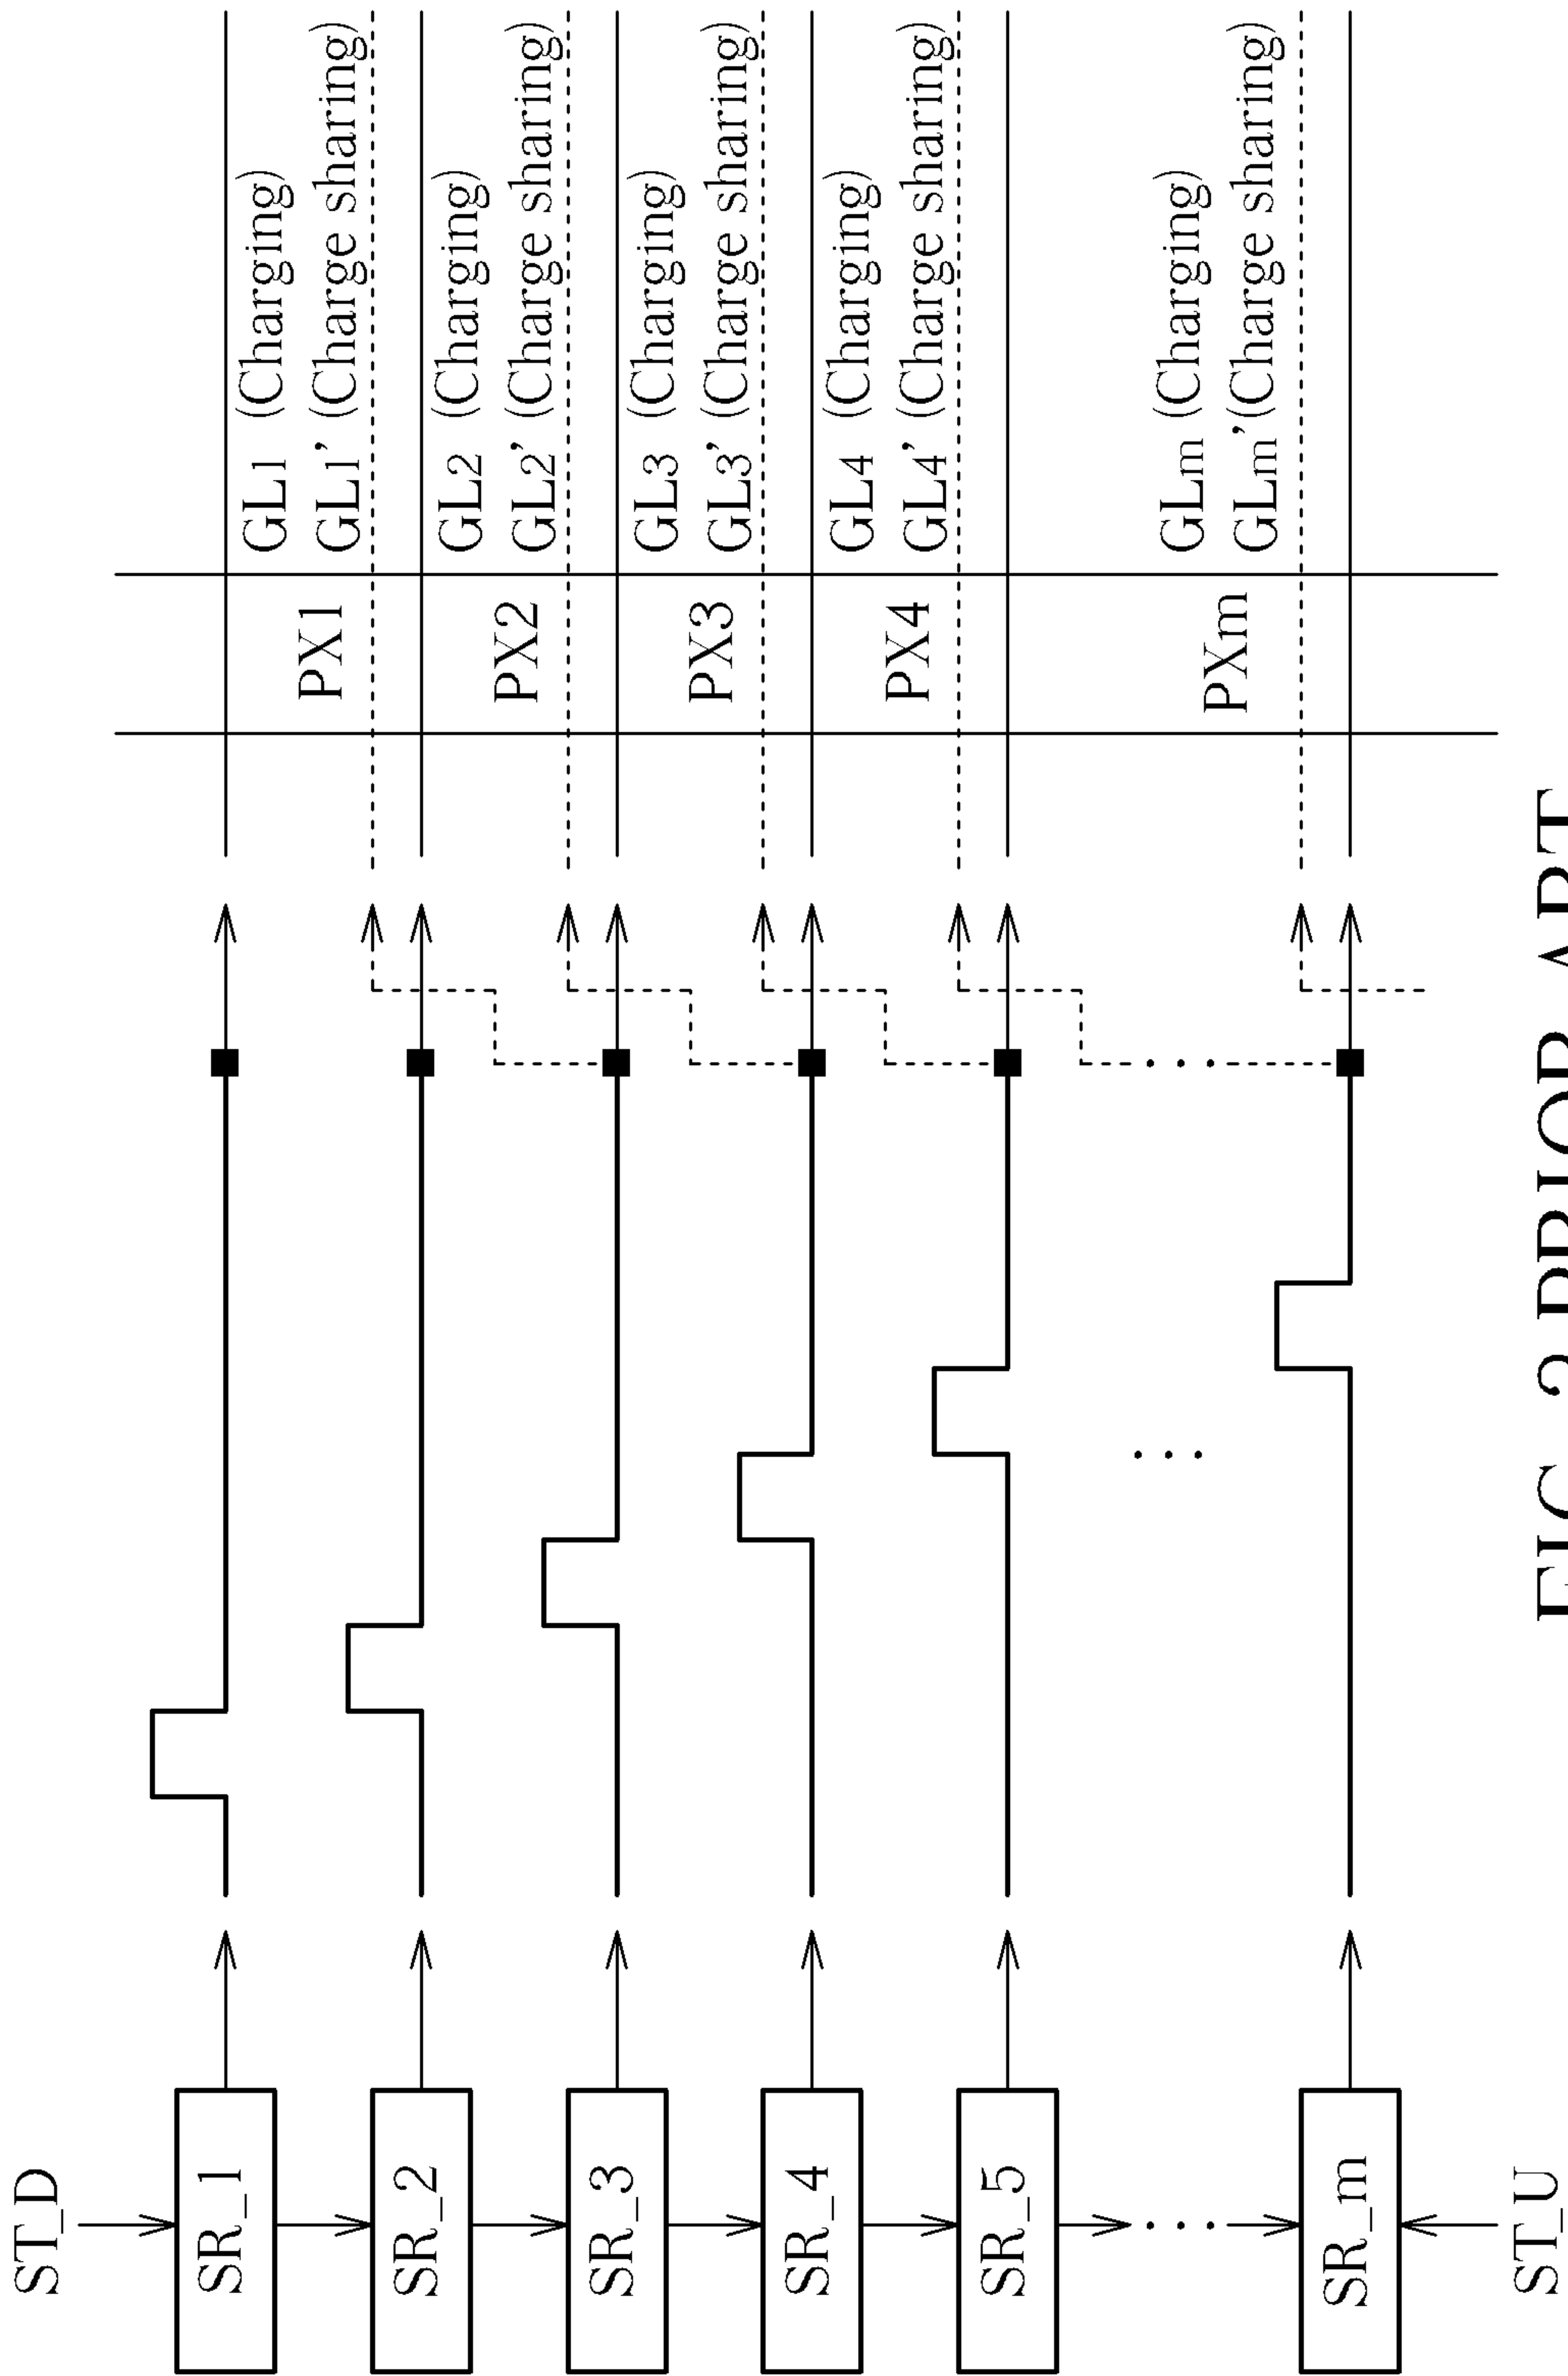 ST_D
SR_1
SR_2
SR_3
SR_4
SR_5
...
SR_m
ST_U
...
...
PX1
PX2
PX3
PX4
PXm
GL1 (Charging)
GL1' (Charge sharing)
GL2 (Charging)
GL2' (Charge sharing)
GL3 (Charging)
GL3' (Charge sharing)
GL4 (Charging)
GL4' (Charge sharing)
GLm (Charging)
GLm' (Charge sharing)
PRIOR ART